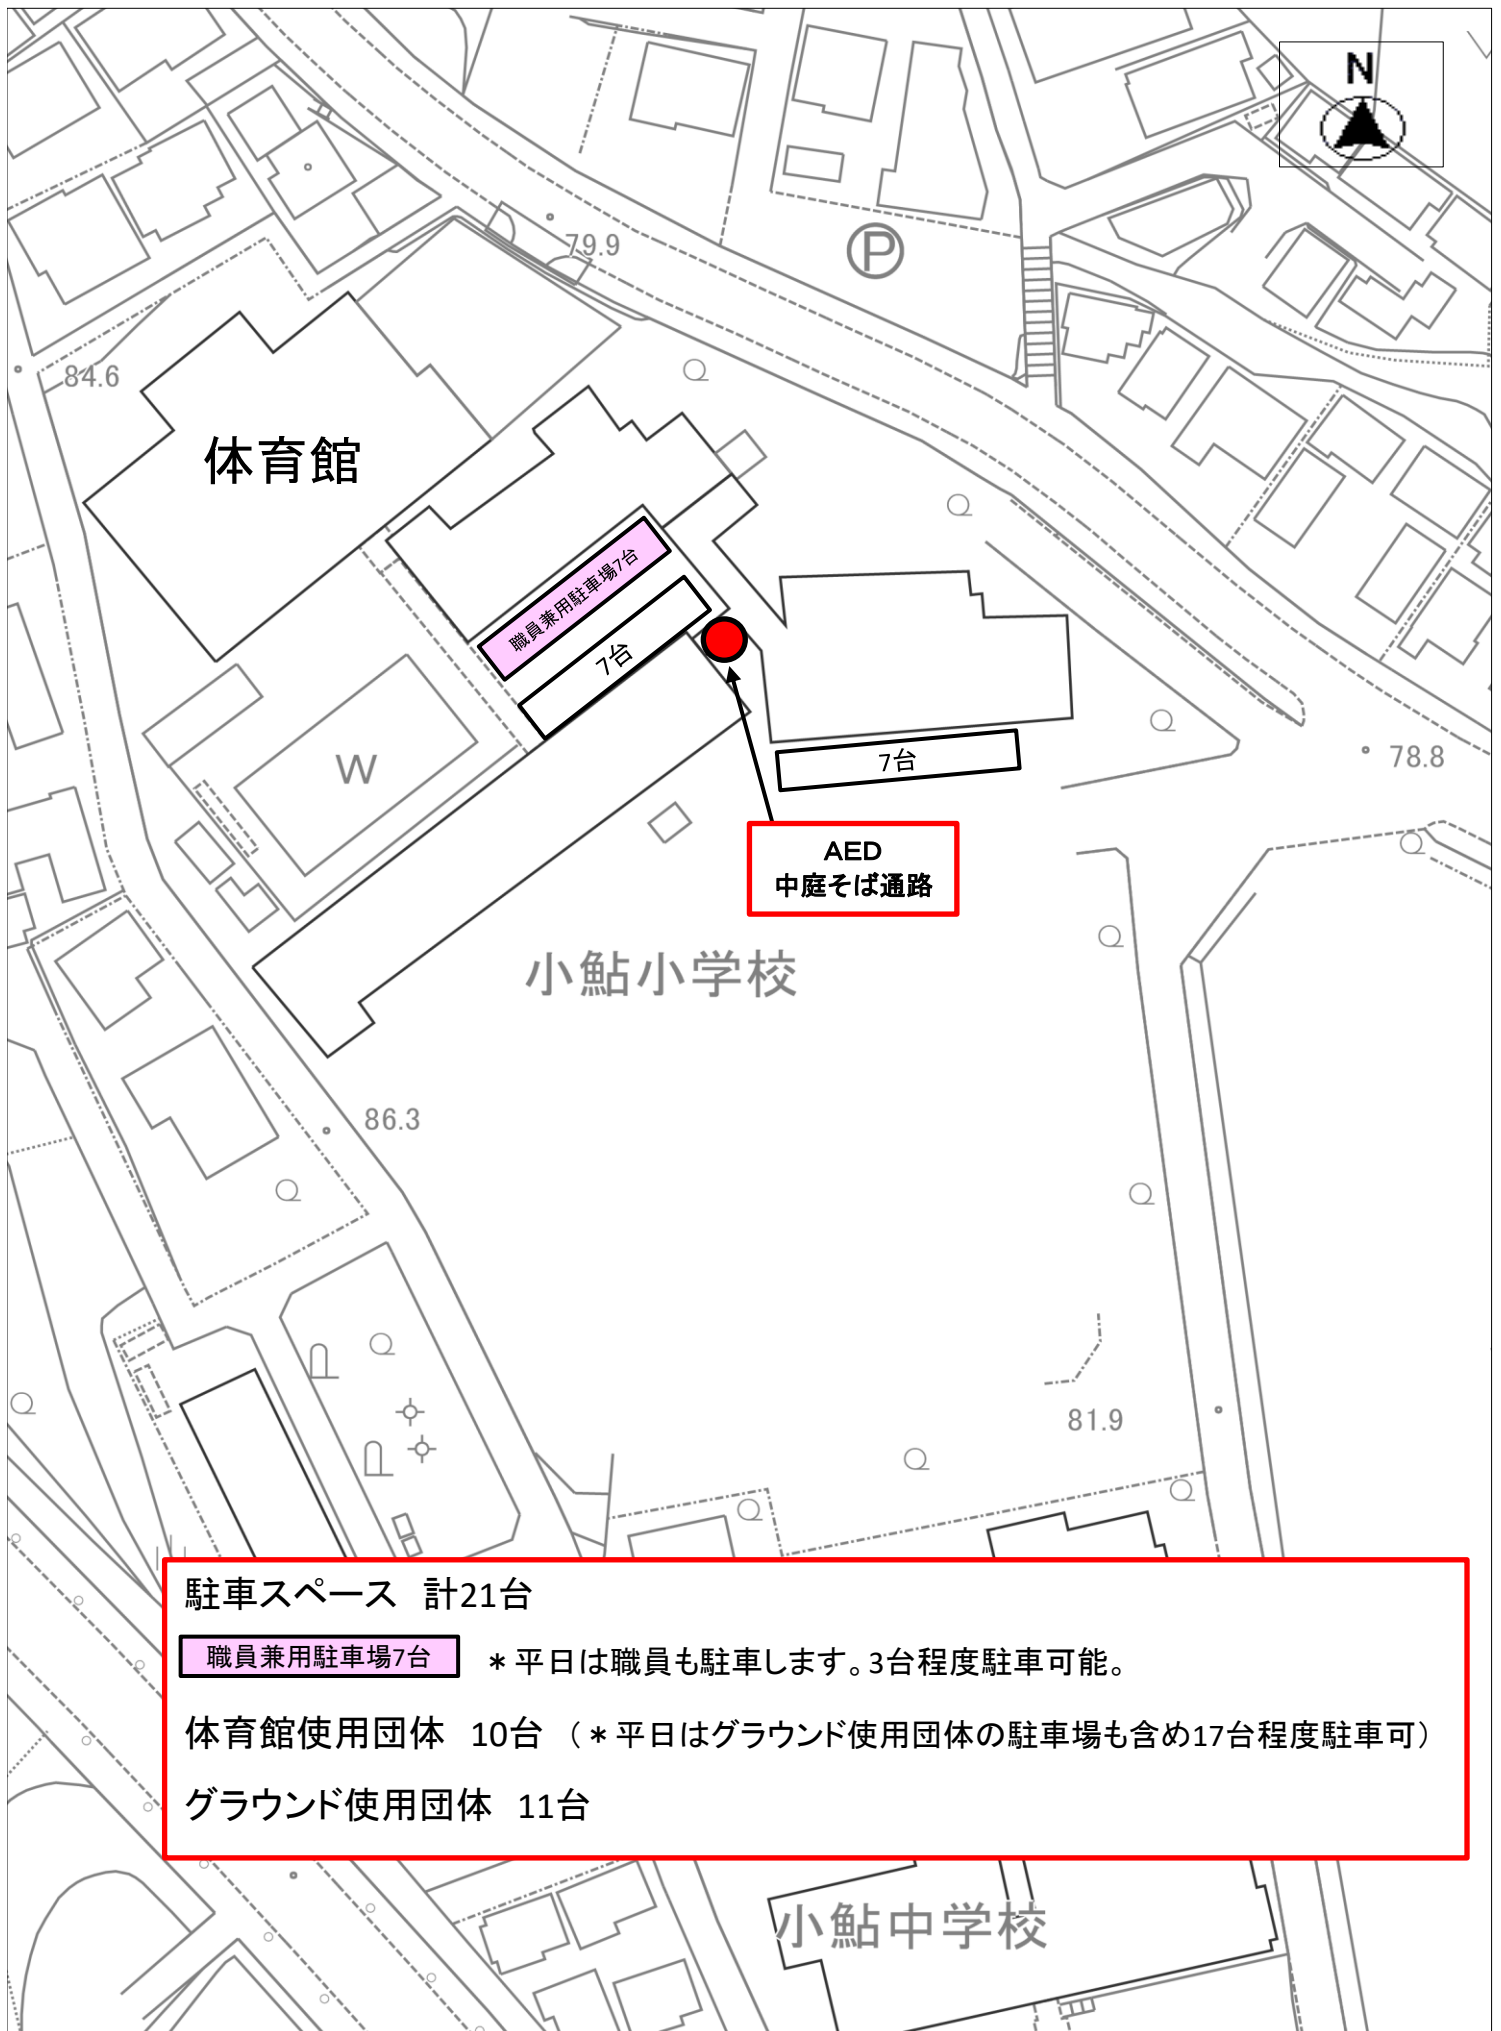 N
79.9
P
84.6
体育館
職員兼用駐車場7台
7台
W
7台
78.8
AED
中庭そば通路
小鮎小学校
86.3
81.9
駐車スペース 計21台
職員兼用駐車場7台 *平日は職員も駐車します。3台程度駐車可能。
体育館使用団体 10台 (*平日はグラウンド使用団体の駐車場も含め17台程度駐車可)
グラウンド使用団体 11台
小鮎中学校